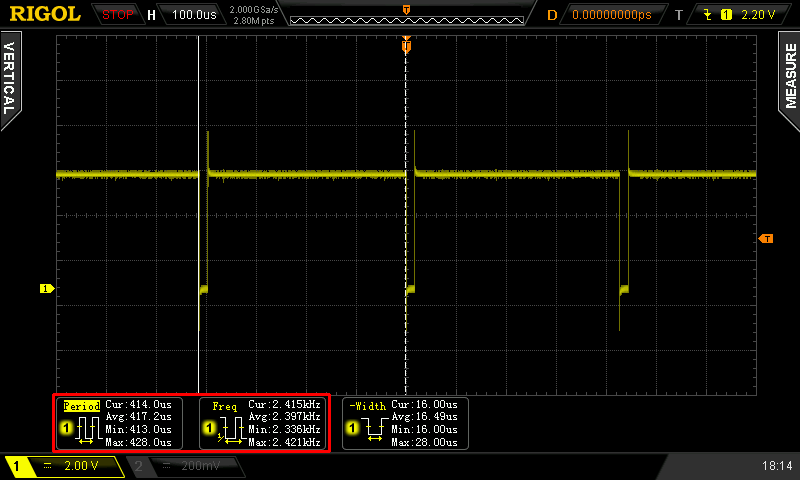 RIGOL STOP H 100.0us 2.000GSa/s 2.80M pts T D 0.00000000ps T 1 2.20 V
VERTICAL
MEASURE
T
T
1
Period Cur:414.0us
Avg:417.2us
1 Min:413.0us
Max:428.0us
Freq Cur:2.415kHz
Avg:2.397kHz
1 Min:2.336kHz
Max:2.421kHz
-Width Cur:16.00us
Avg:16.49us
1 Min:16.00us
Max:28.00us
1 2.00 V 2 200mV 18:14